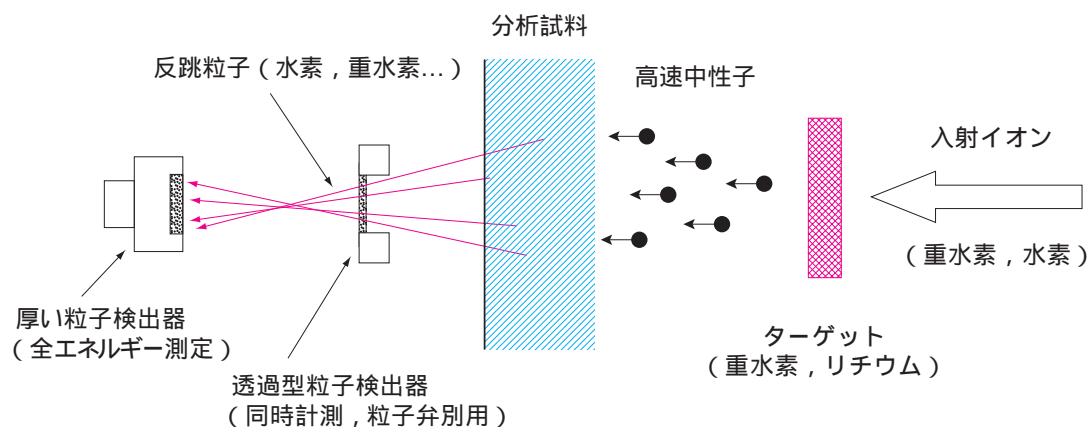 分析試料
反跳粒子（水素，重水素…）
高速中性子
入射イオン
（重水素，水素）
厚い粒子検出器
（全エネルギー測定）
ターゲット
（重水素，リチウム）
透過型粒子検出器
（同時計測，粒子弁別用）